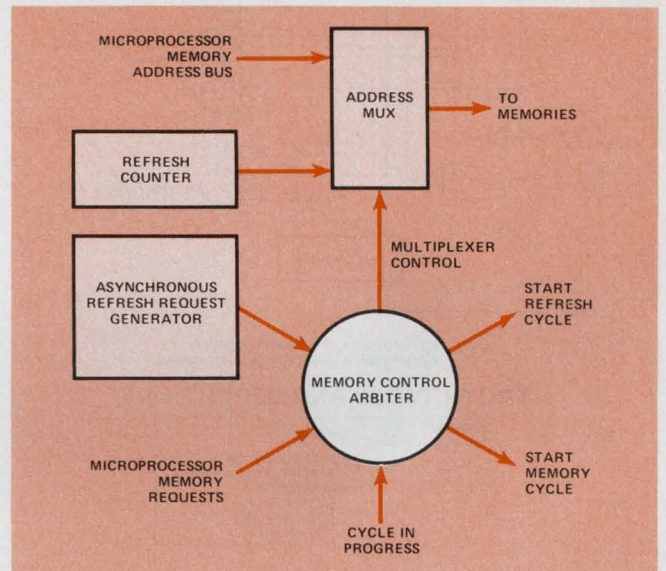 MICROPROCESSOR
MEMORY
ADDRESS BUS
ADDRESS
MUX
TO
MEMORIES
REFRESH
COUNTER
MULTIPLEXER
CONTROL
ASYNCHRONOUS
REFRESH REQUEST
GENERATOR
START
REFRESH
CYCLE
MEMORY CONTROL
ARBITER
MICROPROCESSOR
MEMORY
REQUESTS
START
MEMORY
CYCLE
CYCLE IN
PROGRESS